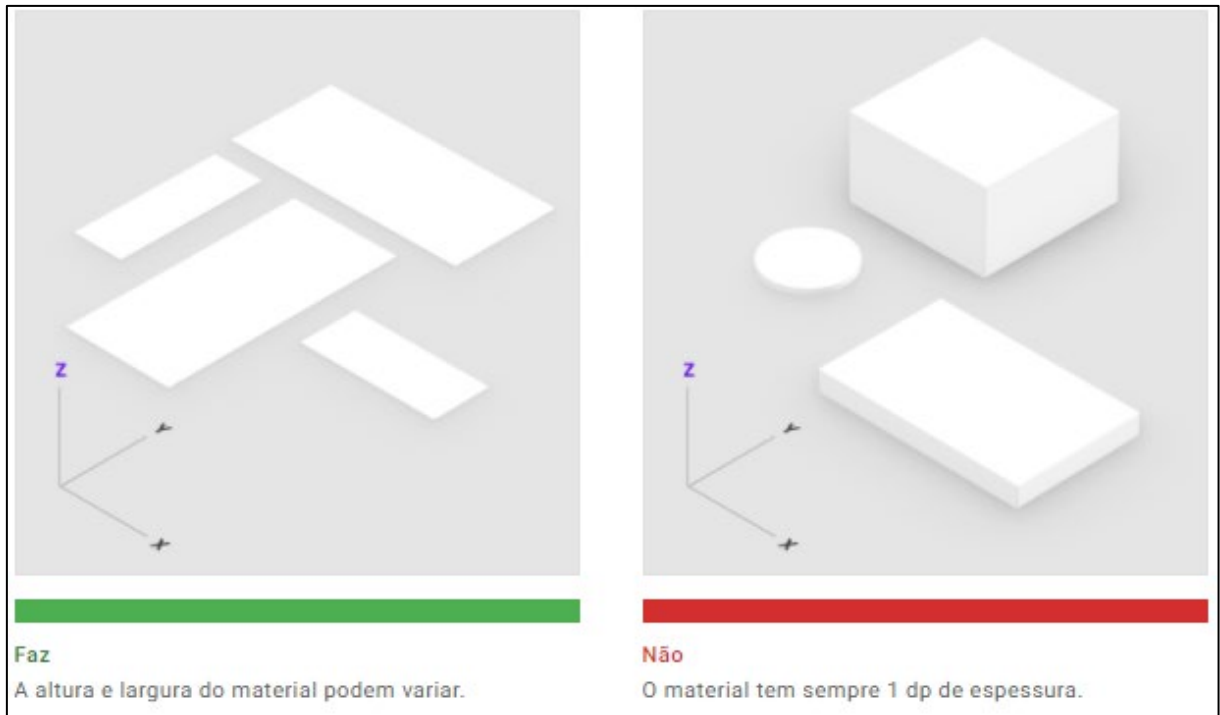 Z
Y
X
Z
Y
X
Faz
A altura e largura do material podem variar.
Não
O material tem sempre 1 dp de espessura.